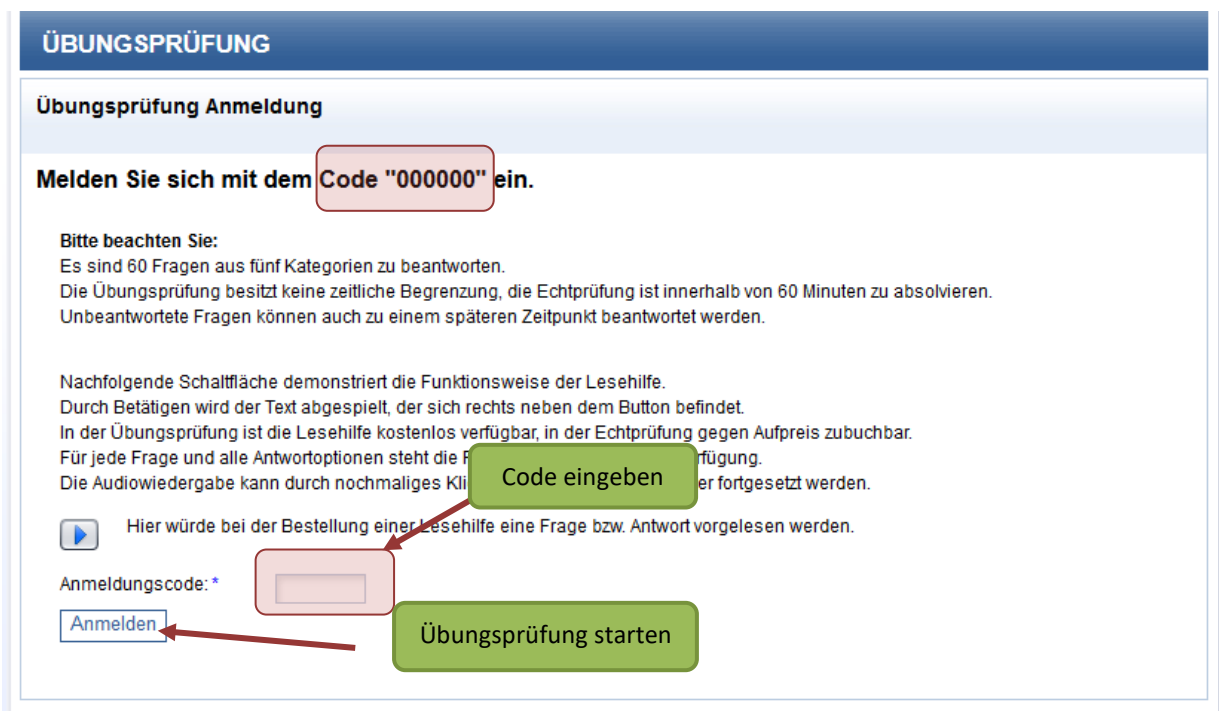 ÜBUNGSPRÜFUNG
Übungsprüfung Anmeldung
Melden Sie sich mit dem Code "000000" ein.
Bitte beachten Sie:
Es sind 60 Fragen aus fünf Kategorien zu beantworten.
Die Übungsprüfung besitzt keine zeitliche Begrenzung, die Echtprüfung ist innerhalb von 60 Minuten zu absolvieren.
Unbeantwortete Fragen können auch zu einem späteren Zeitpunkt beantwortet werden.
Nachfolgende Schaltfläche demonstriert die Funktionsweise der Lesehilfe.
Durch Betätigen wird der Text abgespielt, der sich rechts neben dem Button befindet.
In der Übungsprüfung ist die Lesehilfe kostenlos verfügbar, in der Echtprüfung gegen Aufpreis zubuchbar.
Für jede Frage und alle Antwortoptionen steht die
Die Audiowiedergabe kann durch nochmaliges fortgesetzt werden.
Code eingeben
Hier würde bei der Bestellung einer Lesehilfe eine Frage bzw. Antwort vorgelesen werden.
Anmeldungscode: *
Anmelden
Übungsprüfung starten